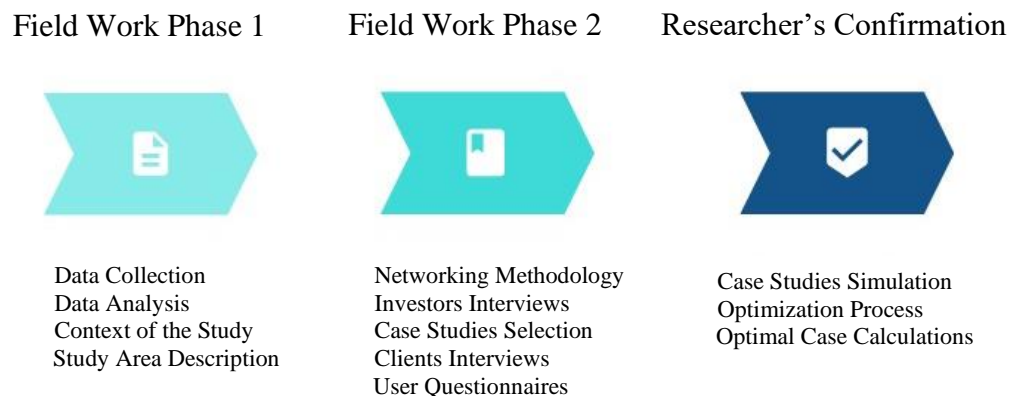 Field Work Phase 1
Field Work Phase 2
Researcher’s Confirmation
Data Collection
Data Analysis
Context of the Study
Study Area Description
Networking Methodology
Investors Interviews
Case Studies Selection
Clients Interviews
User Questionnaires
Case Studies Simulation
Optimization Process
Optimal Case Calculations